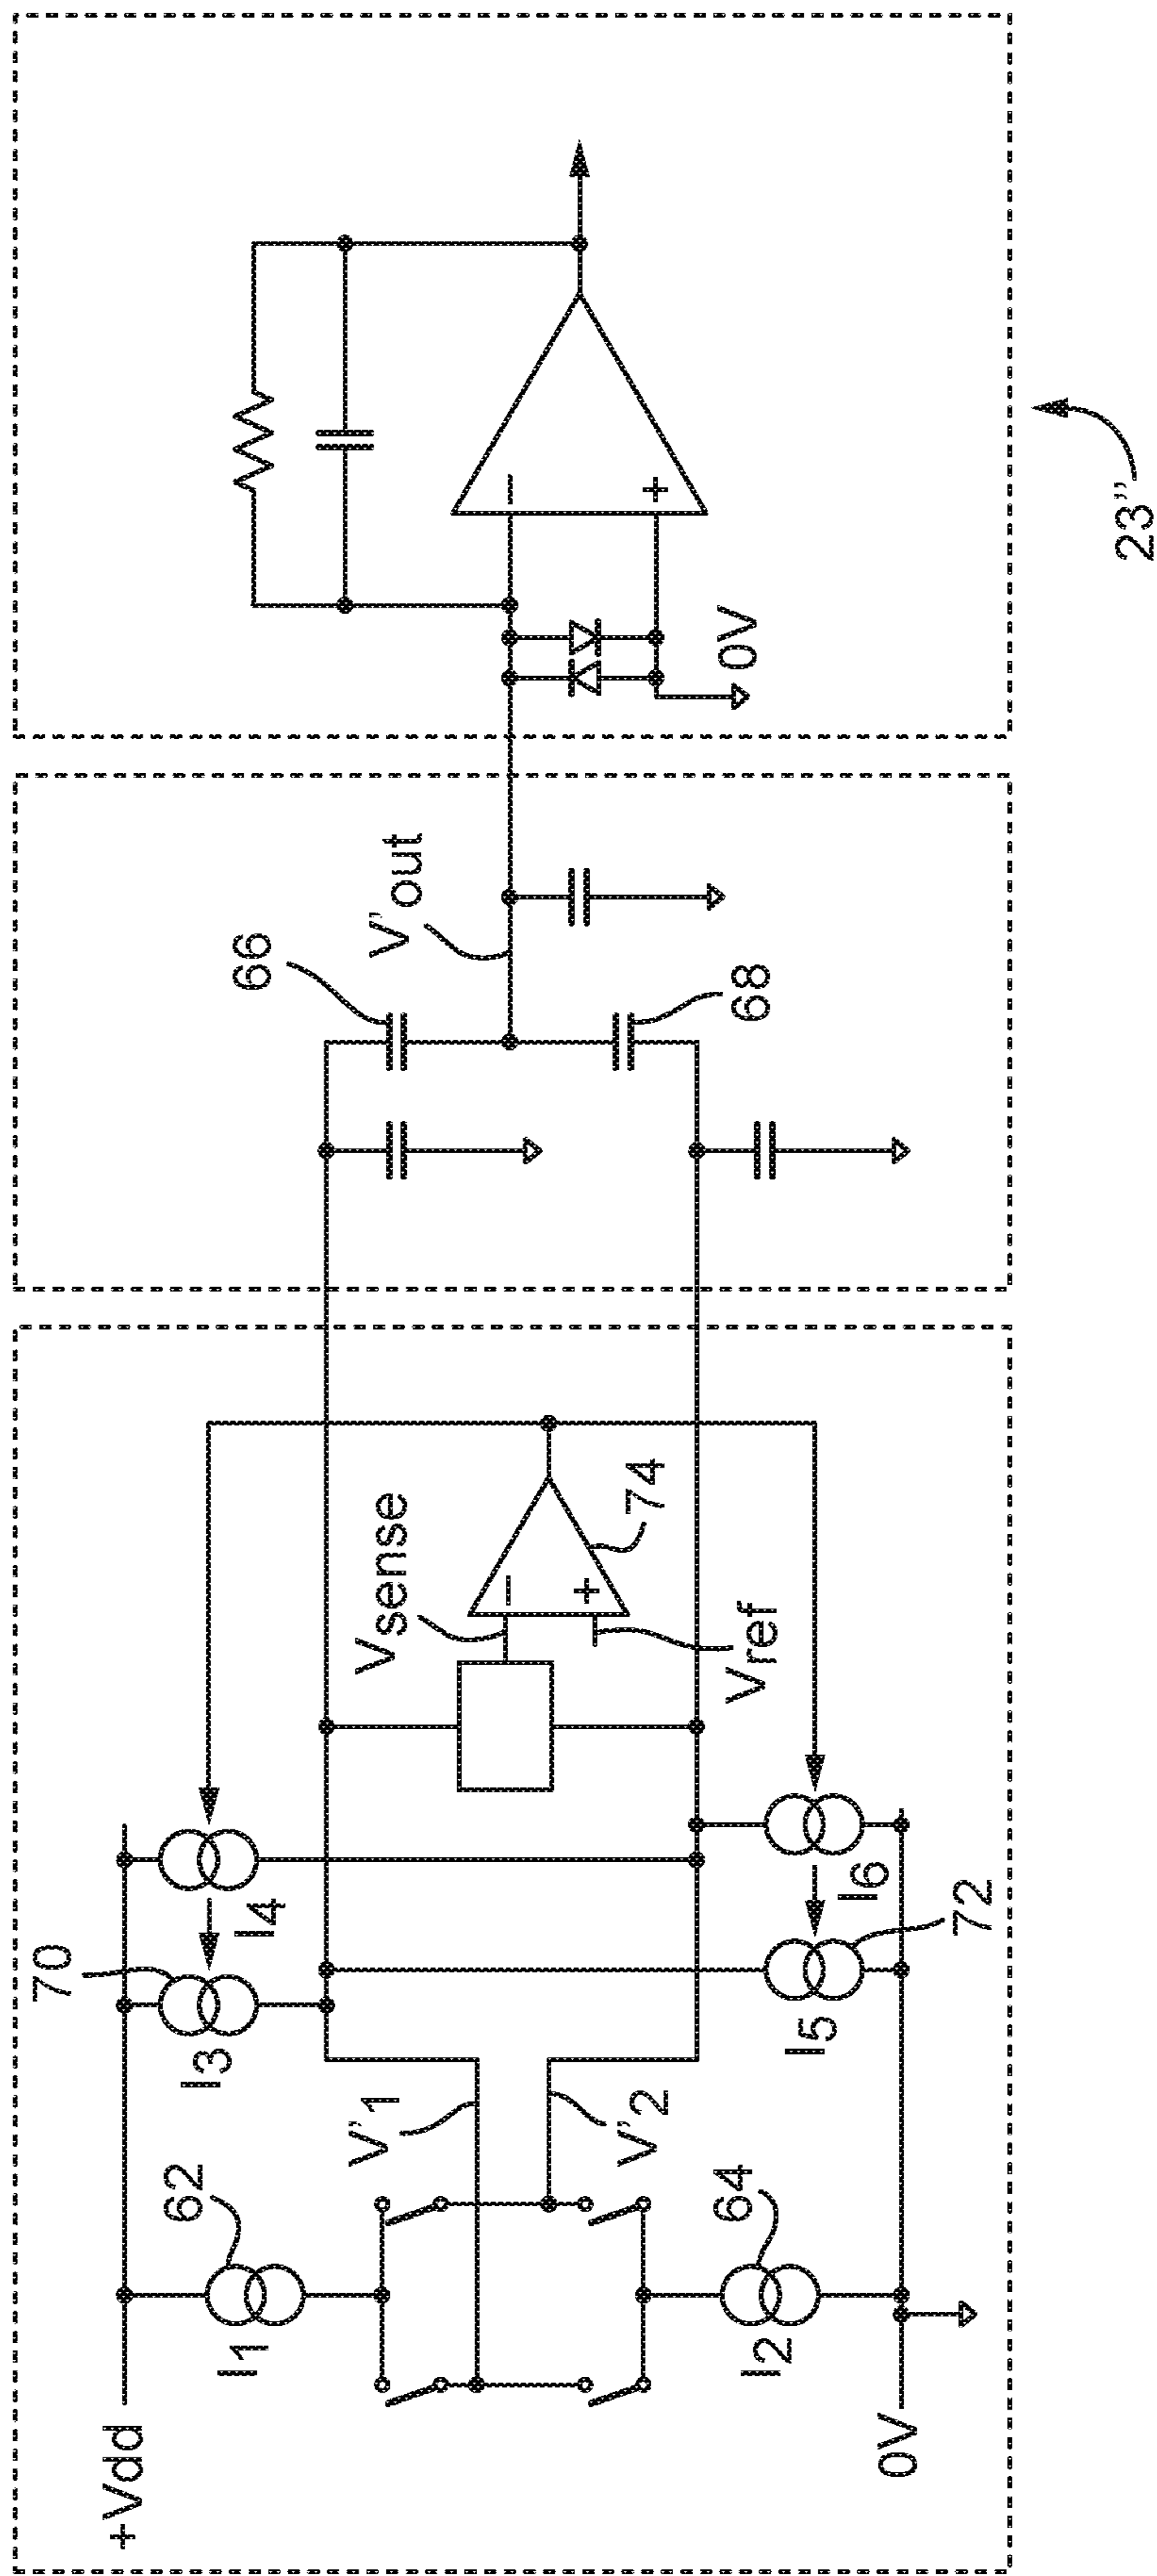 +Vdd
I1
62
I3
70
I4
V'1
V'2
Vsense
−
+
74
Vref
I2
64
I5
72
I6
0V
66
V'out
68
−
+
0V
23''